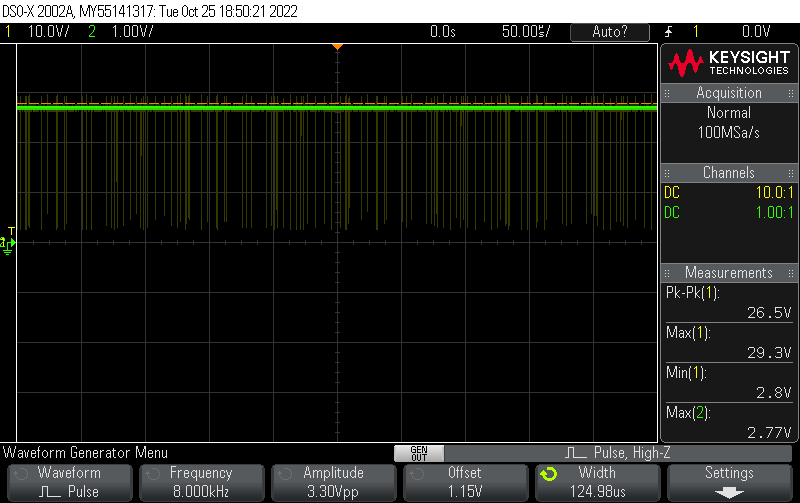 DSO-X 2002A, MY55141317: Tue Oct 25 18:50:21 2022
1 10.0V/ 2 1.00V/ 0.0s 50.00s/ Auto? 1 0.0V
KEYSIGHT
TECHNOLOGIES
Acquisition
Normal
100MSa/s
Channels
DC 10.0:1
DC 1.00:1
Measurements
Pk-Pk(1):
26.5V
Max(1):
29.3V
Min(1):
2.8V
Max(2):
2.77V
T
2
Waveform Generator Menu
GEN
OUT
Pulse, High-Z
Waveform
Pulse
Frequency
8.000kHz
Amplitude
3.30Vpp
Offset
1.15V
Width
124.98us
Settings